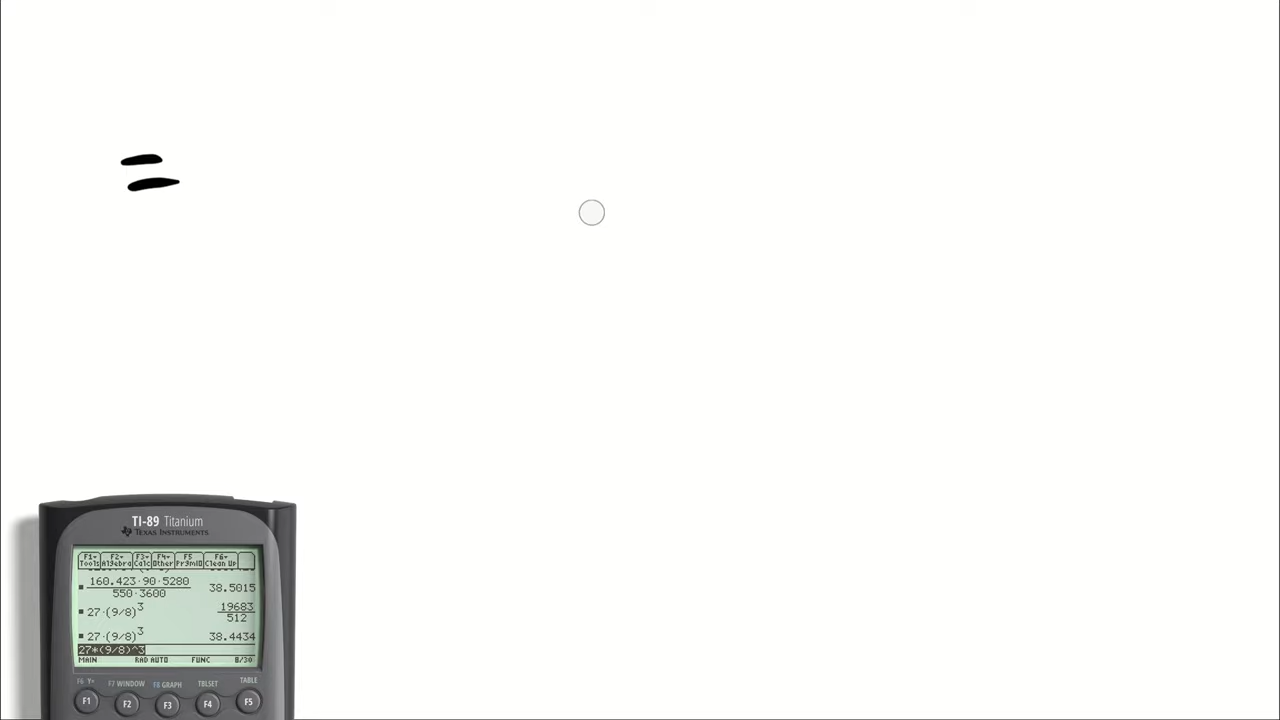 =
TI-89 Titanium
TEXAS INSTRUMENTS
F1 F2 F3 F4 F5 F6
Tools Algebra Calc Other PrgmIO Clean Up
160.423·90·5280
550·3600
38.5015
27·(9/8)^3
19683
512
27·(9/8)^3 38.4434
27*(9/8)^3
MAIN RAD AUTO FUNC 8/30
F6 Y= F7 WINDOW F8 GRAPH TBLSET TABLE
F1 F2 F3 F4 F5